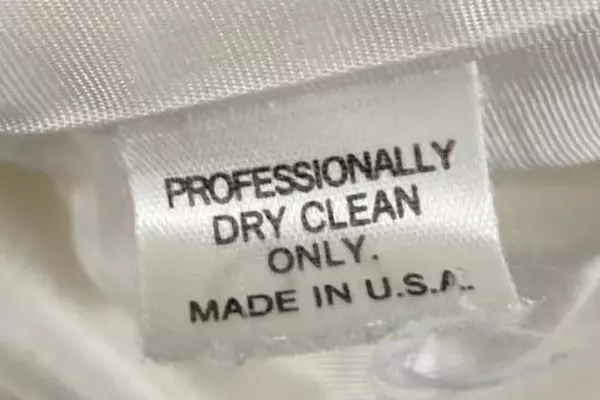 PROFESSIONALLY
DRY CLEAN
ONLY.
MADE IN U.S.A.